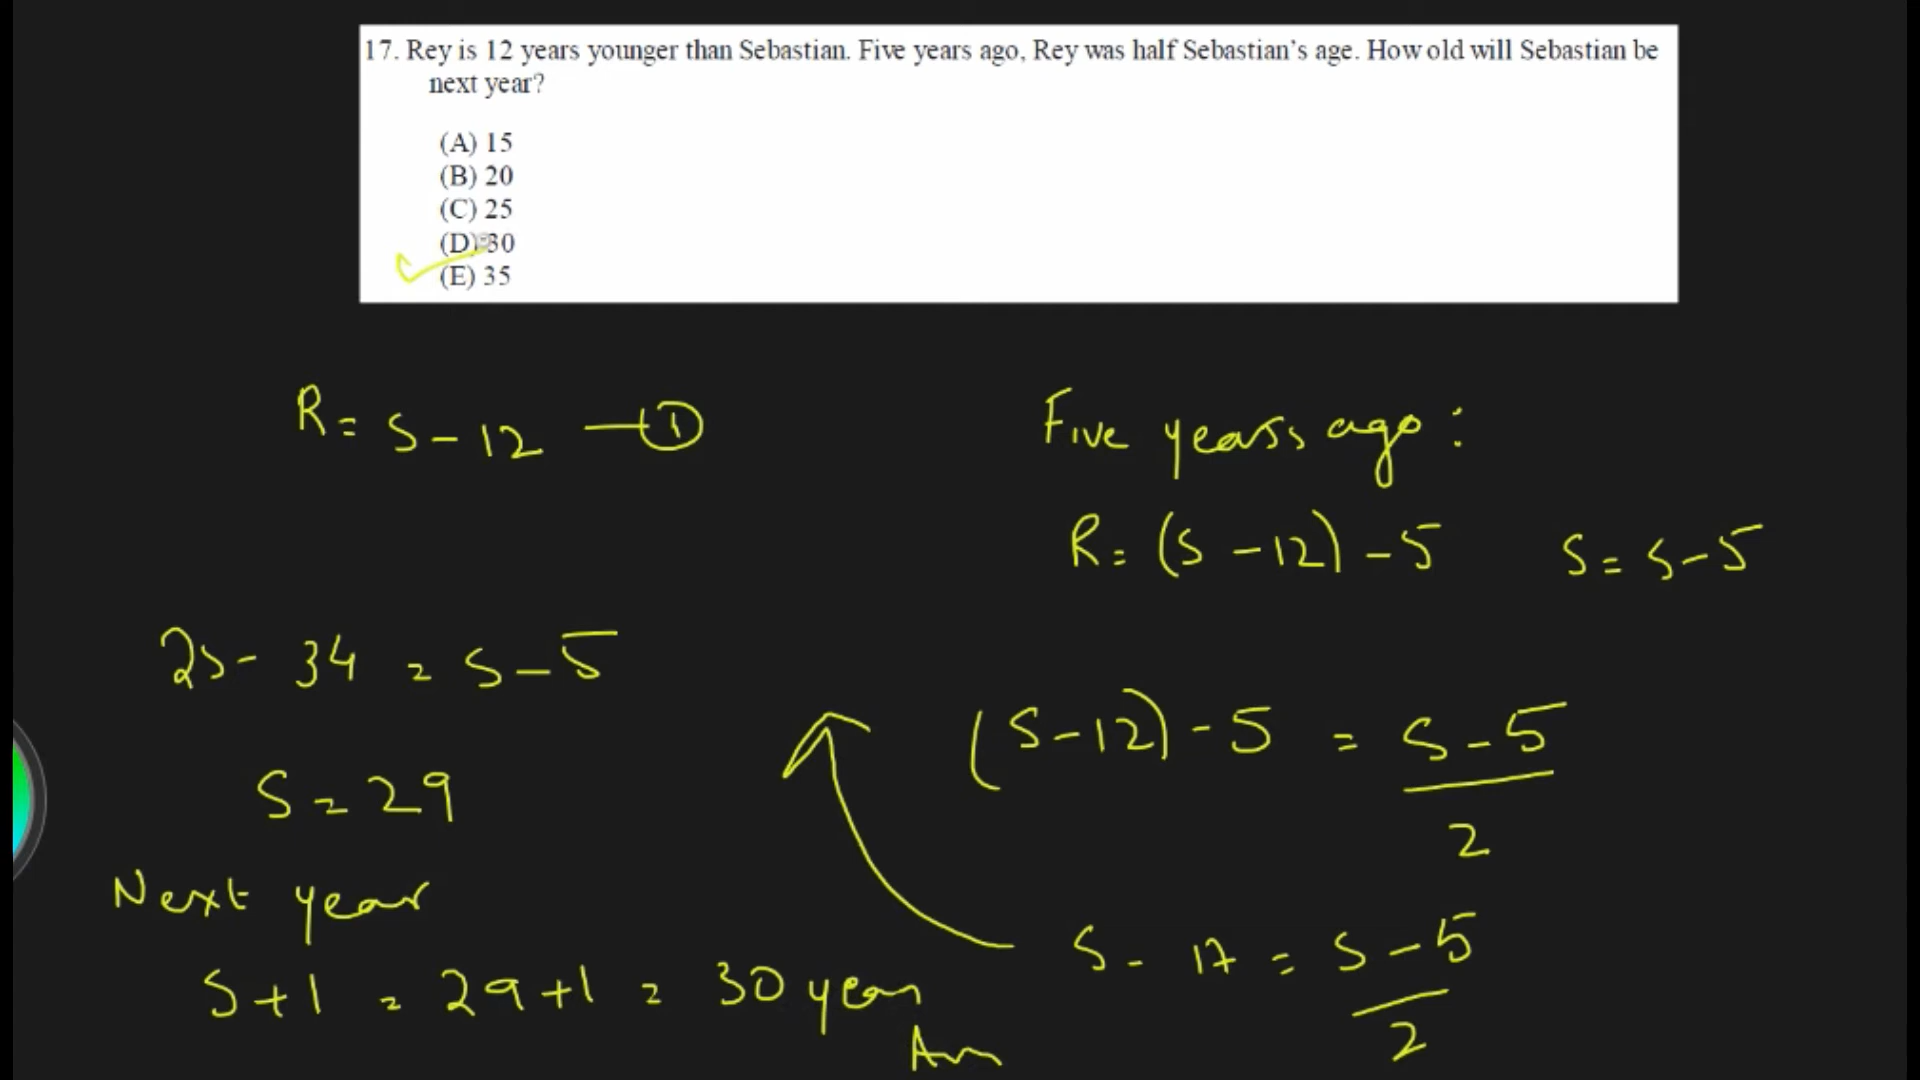 17. Rey is 12 years younger than Sebastian. Five years ago, Rey was half Sebastian's age. How old will Sebastian be
next year?
(A) 15
(B) 20
(C) 25
(D) 30
(E) 35
R = S - 12 — ①
2S - 34 = S - 5
S = 29
Next year
S + 1 = 29 + 1 = 30 year
Ans
Five years ago :
R = (S - 12) - 5 S = S - 5
(S - 12) - 5 = S - 5
2
S - 17 = S - 5
2